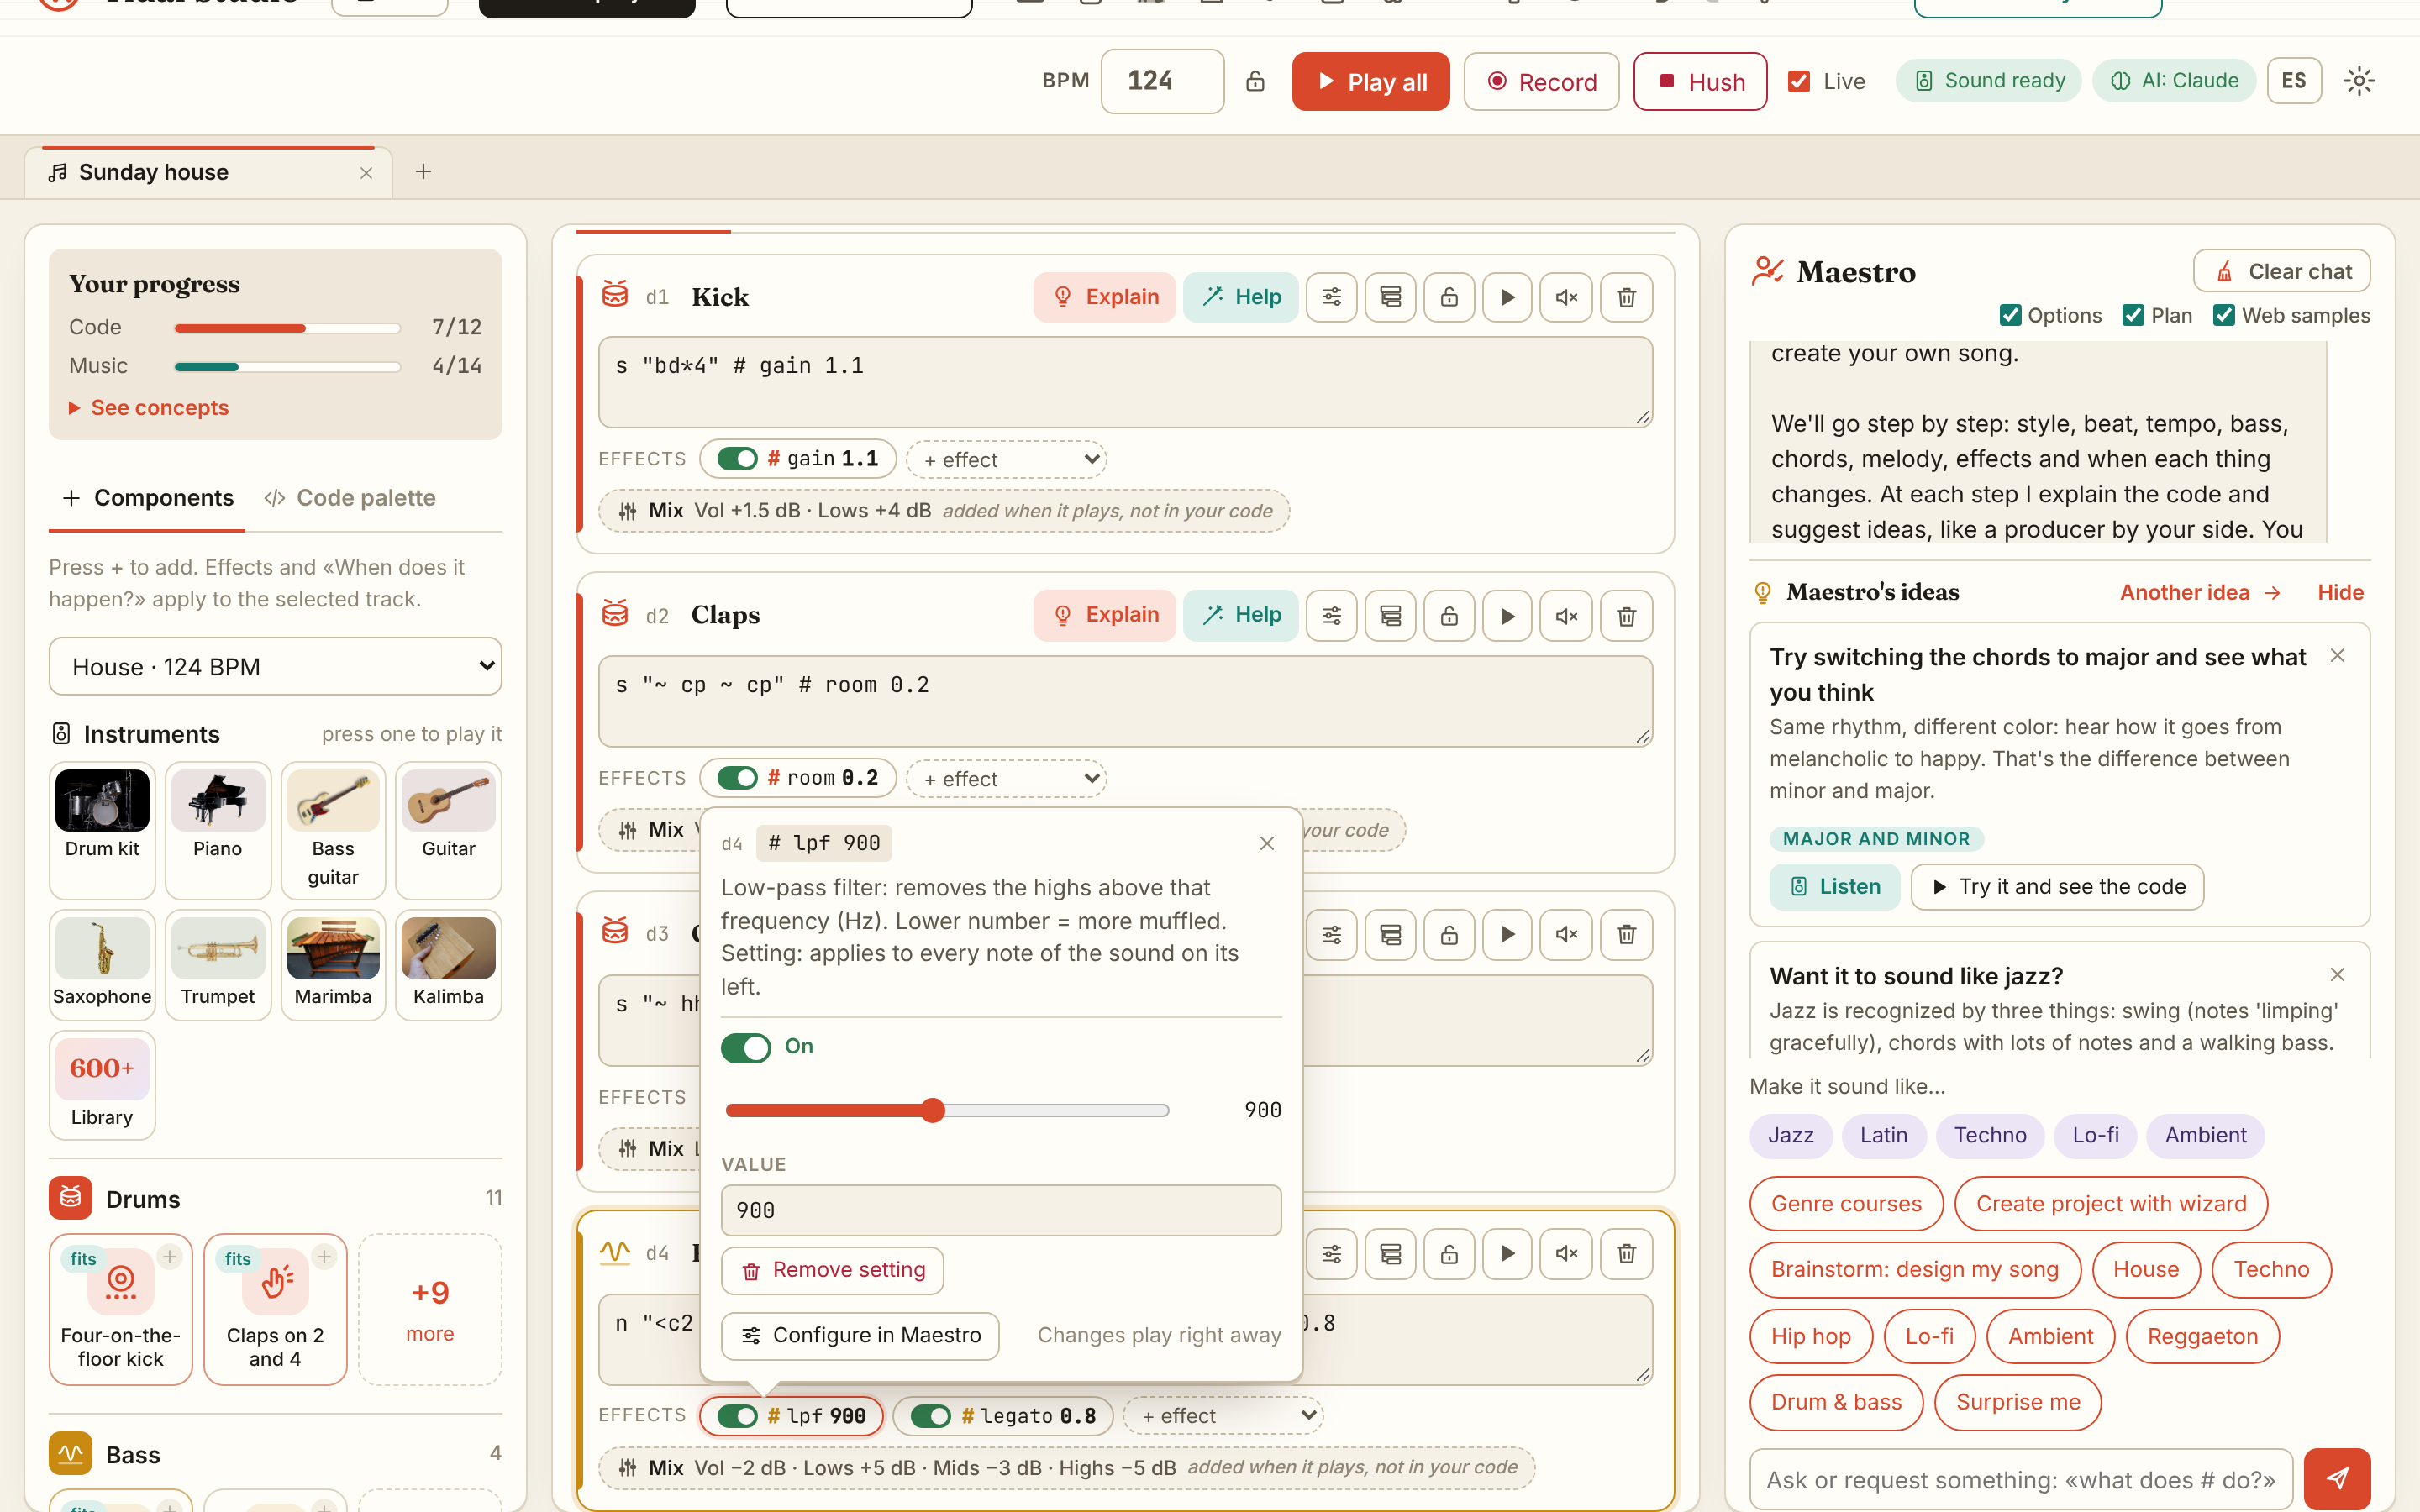 BPM
124
Play all
Record
Hush
Live
Sound ready
AI: Claude
ES
Sunday house
Your progress
Code
7/12
Music
4/14
See concepts
Components
Code palette
Press + to add. Effects and «When does it
happen?» apply to the selected track.
House · 124 BPM
Instruments
press one to play it
Drum kit
Piano
Bass
guitar
Guitar
Saxophone
Trumpet
Marimba
Kalimba
600+
Library
Drums
11
fits
Four-on-the-
floor kick
fits
Claps on 2
and 4
+9
more
Bass
4
d1
Kick
Explain
Help
s "bd*4" # gain 1.1
EFFECTS
# gain 1.1
+ effect
Mix Vol +1.5 dB · Lows +4 dB added when it plays, not in your code
d2
Claps
Explain
Help
s "~ cp ~ cp" # room 0.2
EFFECTS
# room 0.2
+ effect
Mix
your code
d3
s "~
EFFECTS
Mix
d4
n "<c2
0.8
d4
# lpf 900
Low-pass filter: removes the highs above that
frequency (Hz). Lower number = more muffled.
Setting: applies to every note of the sound on its
left.
On
900
VALUE
900
Remove setting
Configure in Maestro
Changes play right away
EFFECTS
# lpf 900
# legato 0.8
+ effect
Mix Vol −2 dB · Lows +5 dB · Mids −3 dB · Highs −5 dB added when it plays, not in your code
Maestro
Clear chat
Options
Plan
Web samples
create your own song.
We'll go step by step: style, beat, tempo, bass,
chords, melody, effects and when each thing
changes. At each step I explain the code and
suggest ideas, like a producer by your side. You
Maestro's ideas
Another idea →
Hide
Try switching the chords to major and see what
you think
Same rhythm, different color: hear how it goes from
melancholic to happy. That's the difference between
minor and major.
MAJOR AND MINOR
Listen
Try it and see the code
Want it to sound like jazz?
Jazz is recognized by three things: swing (notes 'limping'
gracefully), chords with lots of notes and a walking bass.
Make it sound like...
Jazz
Latin
Techno
Lo-fi
Ambient
Genre courses
Create project with wizard
Brainstorm: design my song
House
Techno
Hip hop
Lo-fi
Ambient
Reggaeton
Drum & bass
Surprise me
Ask or request something: «what does # do?»